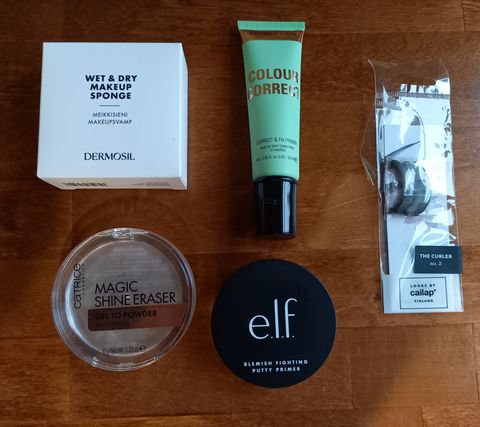 WET & DRY
MAKEUP
SPONGE
MEIKKISIENI
MAKEUPSVAMP
DERMOSIL
REVOLUTION
COLOUR
CORRECT
CORRECT & FIX PRIMER
THE CURLER
no. 2
LOOKS BY
cailap
FINLAND
CATRICE
MAGIC
SHINE ERASER
GEL TO POWDER
e.l.f.
BLEMISH FIGHTING
PUTTY PRIMER